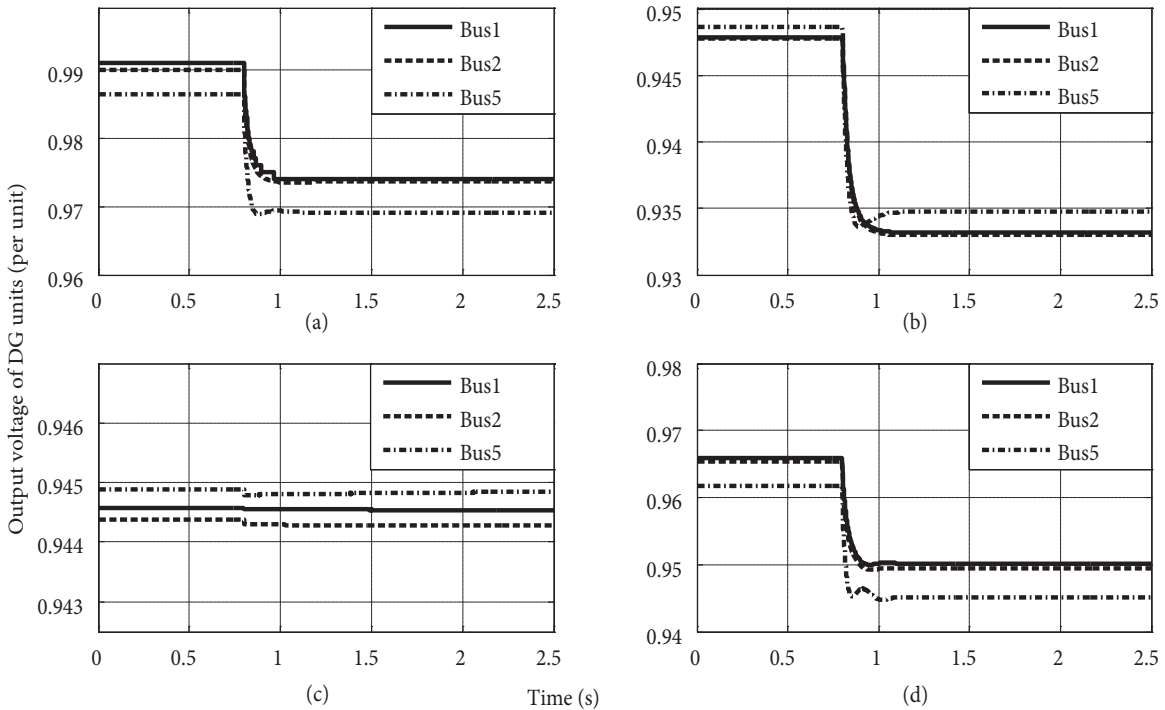 Output voltage of DG units (per unit)
0.99
0.98
0.97
0.96
0 0.5 1 1.5 2 2.5
Bus1
Bus2
Bus5
(a)
0.95
0.945
0.94
0.935
0.93
0 0.5 1 1.5 2 2.5
Bus1
Bus2
Bus5
(b)
0.946
0.945
0.944
0.943
0 0.5 1 1.5 2 2.5
Bus1
Bus2
Bus5
(c)
0.98
0.97
0.96
0.95
0.94
0 0.5 1 1.5 2 2.5
Bus1
Bus2
Bus5
(d)
Time (s)